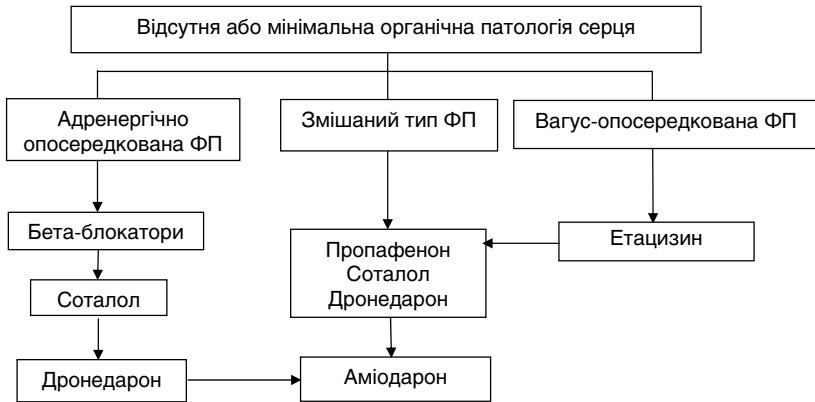 Відсутня або мінімальна органічна патологія серця
Адренергічно
опосередкована ФП
Змішаний тип ФП
Вагус-опосередкована ФП
Бета-блокатори
Пропафенон
Соталол
Дронедарон
Етацизин
Соталол
Дронедарон
Аміодарон